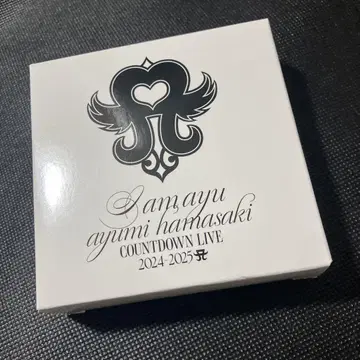 I am ayu
ayumi hamasaki
COUNTDOWN LIVE
2024-2025 A